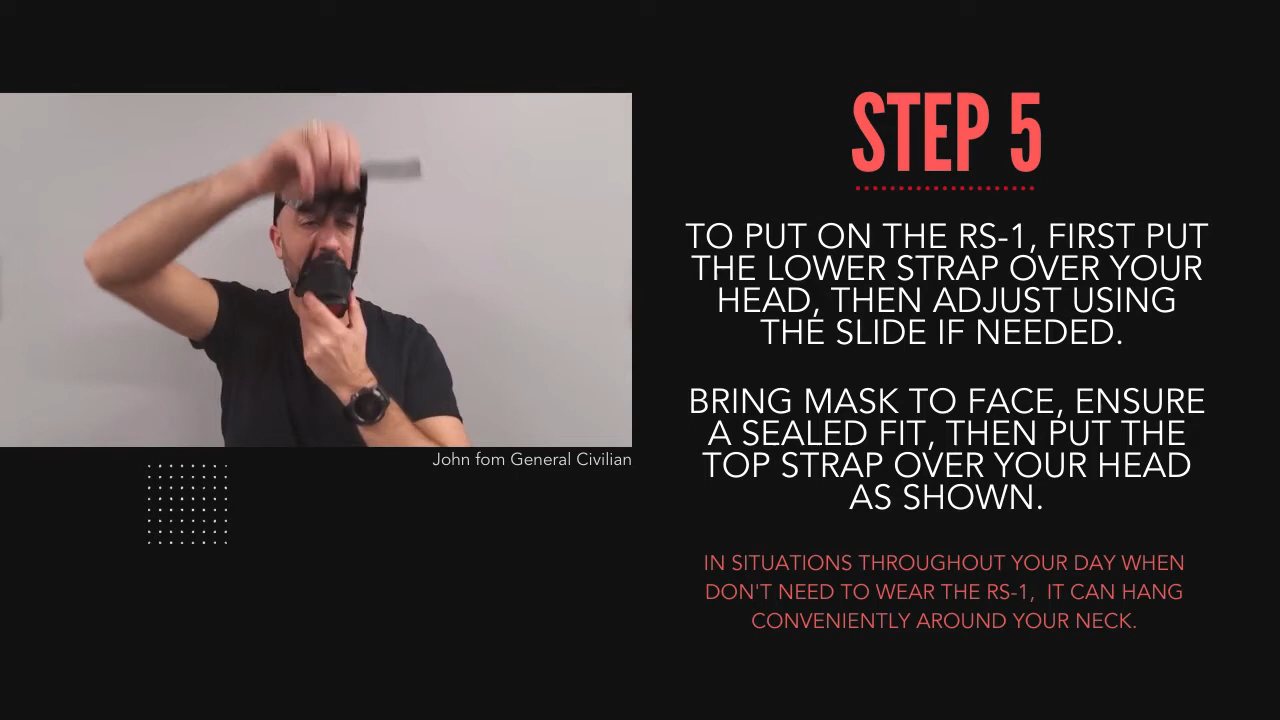 STEP 5
TO PUT ON THE RS-1, FIRST PUT
THE LOWER STRAP OVER YOUR
HEAD, THEN ADJUST USING
THE SLIDE IF NEEDED.
BRING MASK TO FACE, ENSURE
A SEALED FIT, THEN PUT THE
TOP STRAP OVER YOUR HEAD
AS SHOWN.
IN SITUATIONS THROUGHOUT YOUR DAY WHEN
DON'T NEED TO WEAR THE RS-1, IT CAN HANG
CONVENIENTLY AROUND YOUR NECK.
John fom General Civilian